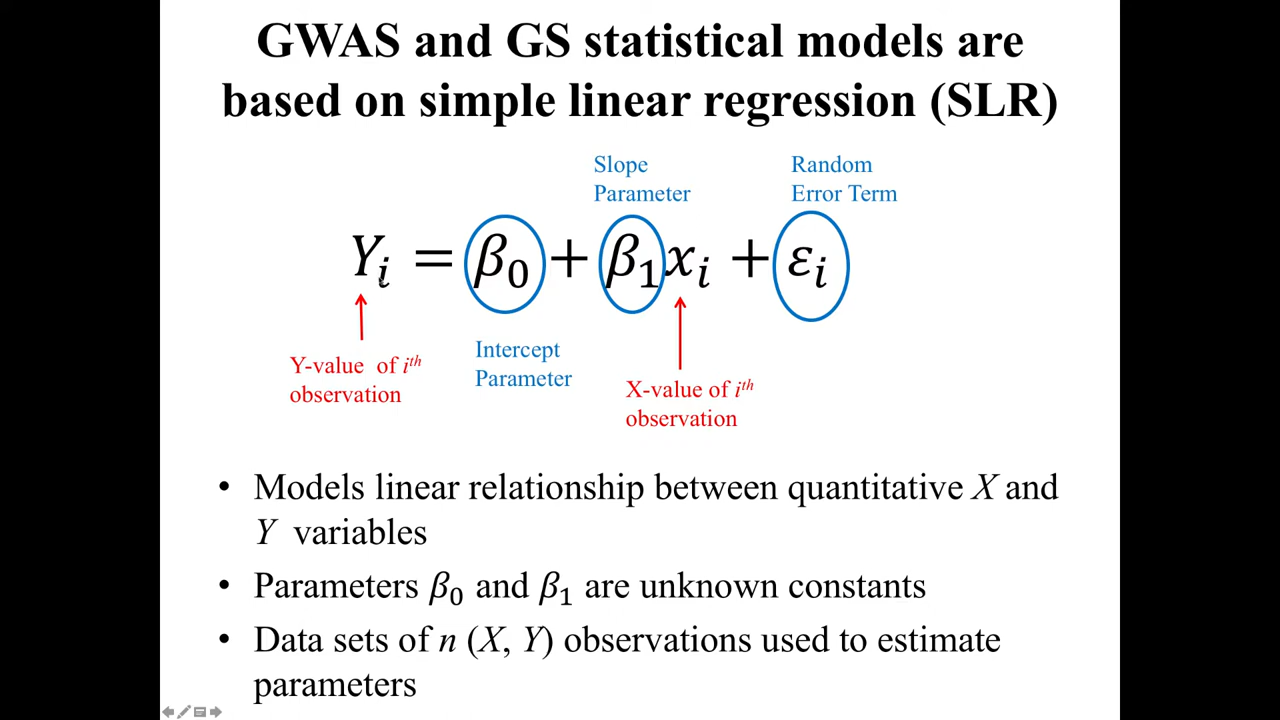 GWAS and GS statistical models are
based on simple linear regression (SLR)
Slope
Parameter
Random
Error Term
Yᵢ = β₀ + β₁xᵢ + εᵢ
Y-value of iᵗʰ
observation
Intercept
Parameter
X-value of iᵗʰ
observation
• Models linear relationship between quantitative X and
Y variables
• Parameters β₀ and β₁ are unknown constants
• Data sets of n (X, Y) observations used to estimate
parameters